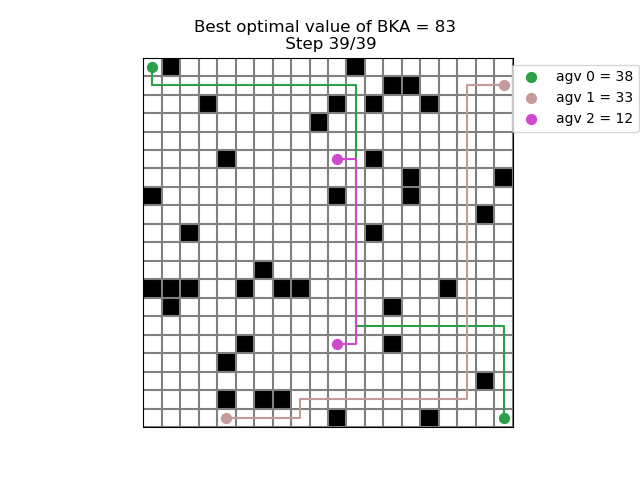 Best optimal value of BKA = 83
Step 39/39
agv 0 = 38
agv 1 = 33
agv 2 = 12